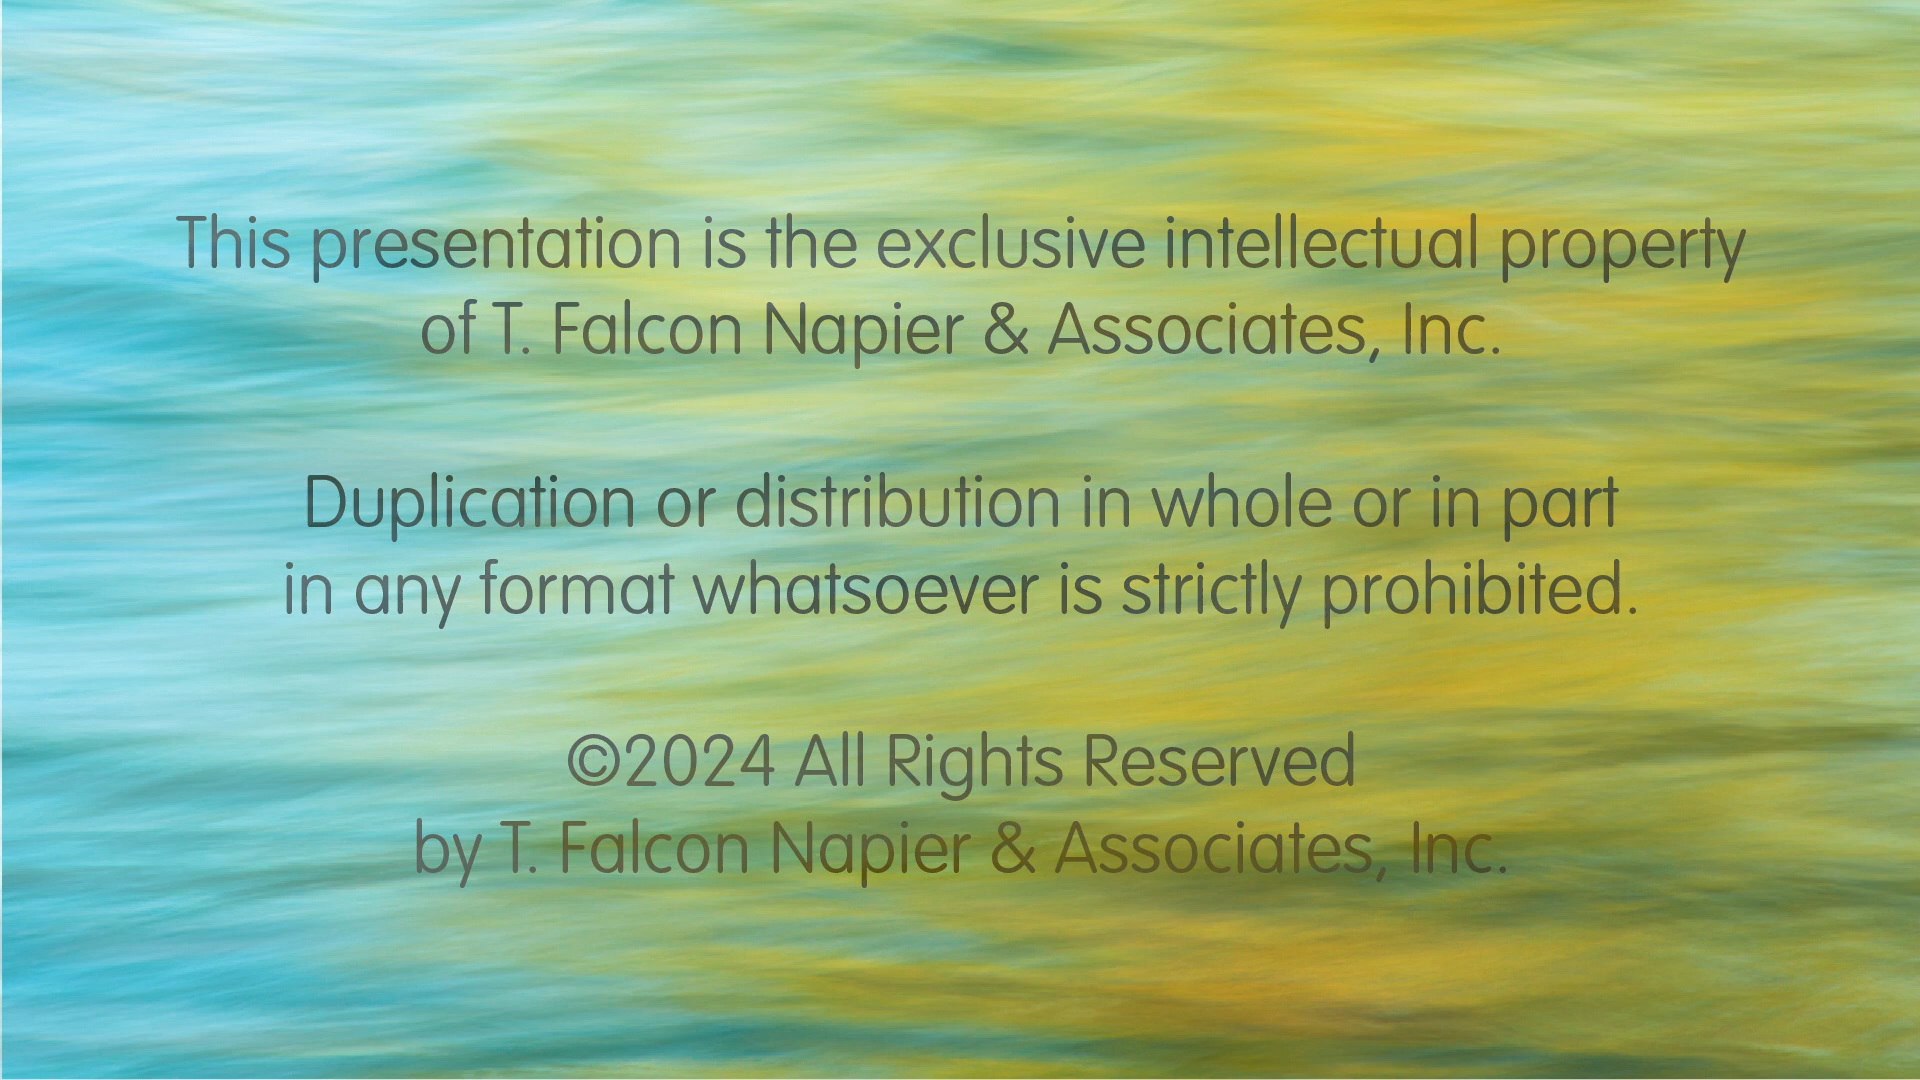 This presentation is the exclusive intellectual property
of T. Falcon Napier & Associates, Inc.
Duplication or distribution in whole or in part
in any format whatsoever is strictly prohibited.
©2024 All Rights Reserved
by T. Falcon Napier & Associates, Inc.